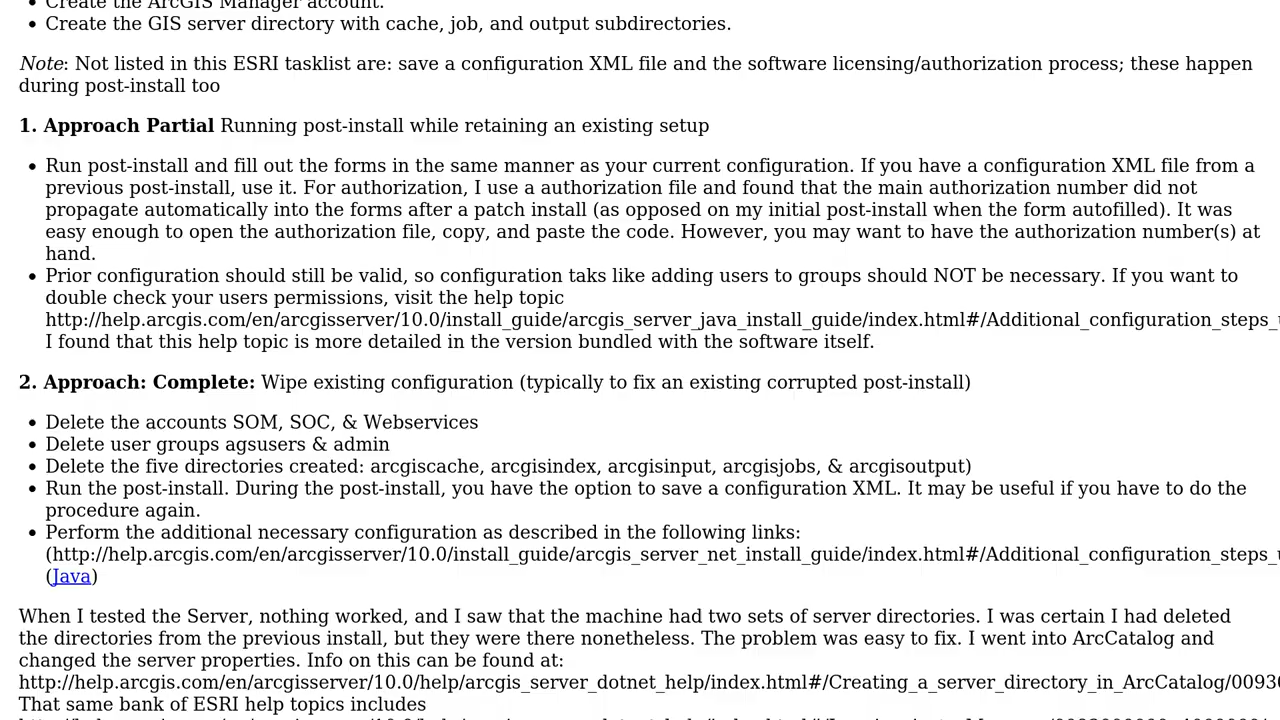 Create the ArcGIS Manager account.
Create the GIS server directory with cache, job, and output subdirectories.
Note: Not listed in this ESRI tasklist are: save a configuration XML file and the software licensing/authorization process; these happen
during post-install too
1. Approach Partial Running post-install while retaining an existing setup
Run post-install and fill out the forms in the same manner as your current configuration. If you have a configuration XML file from a
previous post-install, use it. For authorization, I use a authorization file and found that the main authorization number did not
propagate automatically into the forms after a patch install (as opposed on my initial post-install when the form autofilled). It was
easy enough to open the authorization file, copy, and paste the code. However, you may want to have the authorization number(s) at
hand.
Prior configuration should still be valid, so configuration taks like adding users to groups should NOT be necessary. If you want to
double check your users permissions, visit the help topic
http://help.arcgis.com/en/arcgisserver/10.0/install_guide/arcgis_server_java_install_guide/index.html#/Additional_configuration_steps_
I found that this help topic is more detailed in the version bundled with the software itself.
2. Approach: Complete: Wipe existing configuration (typically to fix an existing corrupted post-install)
Delete the accounts SOM, SOC, & Webservices
Delete user groups agsusers & admin
Delete the five directories created: arcgiscache, arcgisindex, arcgisinput, arcgisjobs, & arcgisoutput)
Run the post-install. During the post-install, you have the option to save a configuration XML. It may be useful if you have to do the
procedure again.
Perform the additional necessary configuration as described in the following links:
(http://help.arcgis.com/en/arcgisserver/10.0/install_guide/arcgis_server_net_install_guide/index.html#/Additional_configuration_steps_
(Java)
When I tested the Server, nothing worked, and I saw that the machine had two sets of server directories. I was certain I had deleted
the directories from the previous install, but they were there nonetheless. The problem was easy to fix. I went into ArcCatalog and
changed the server properties. Info on this can be found at:
http://help.arcgis.com/en/arcgisserver/10.0/help/arcgis_server_dotnet_help/index.html#/Creating_a_server_directory_in_ArcCatalog/0093
That same bank of ESRI help topics includes